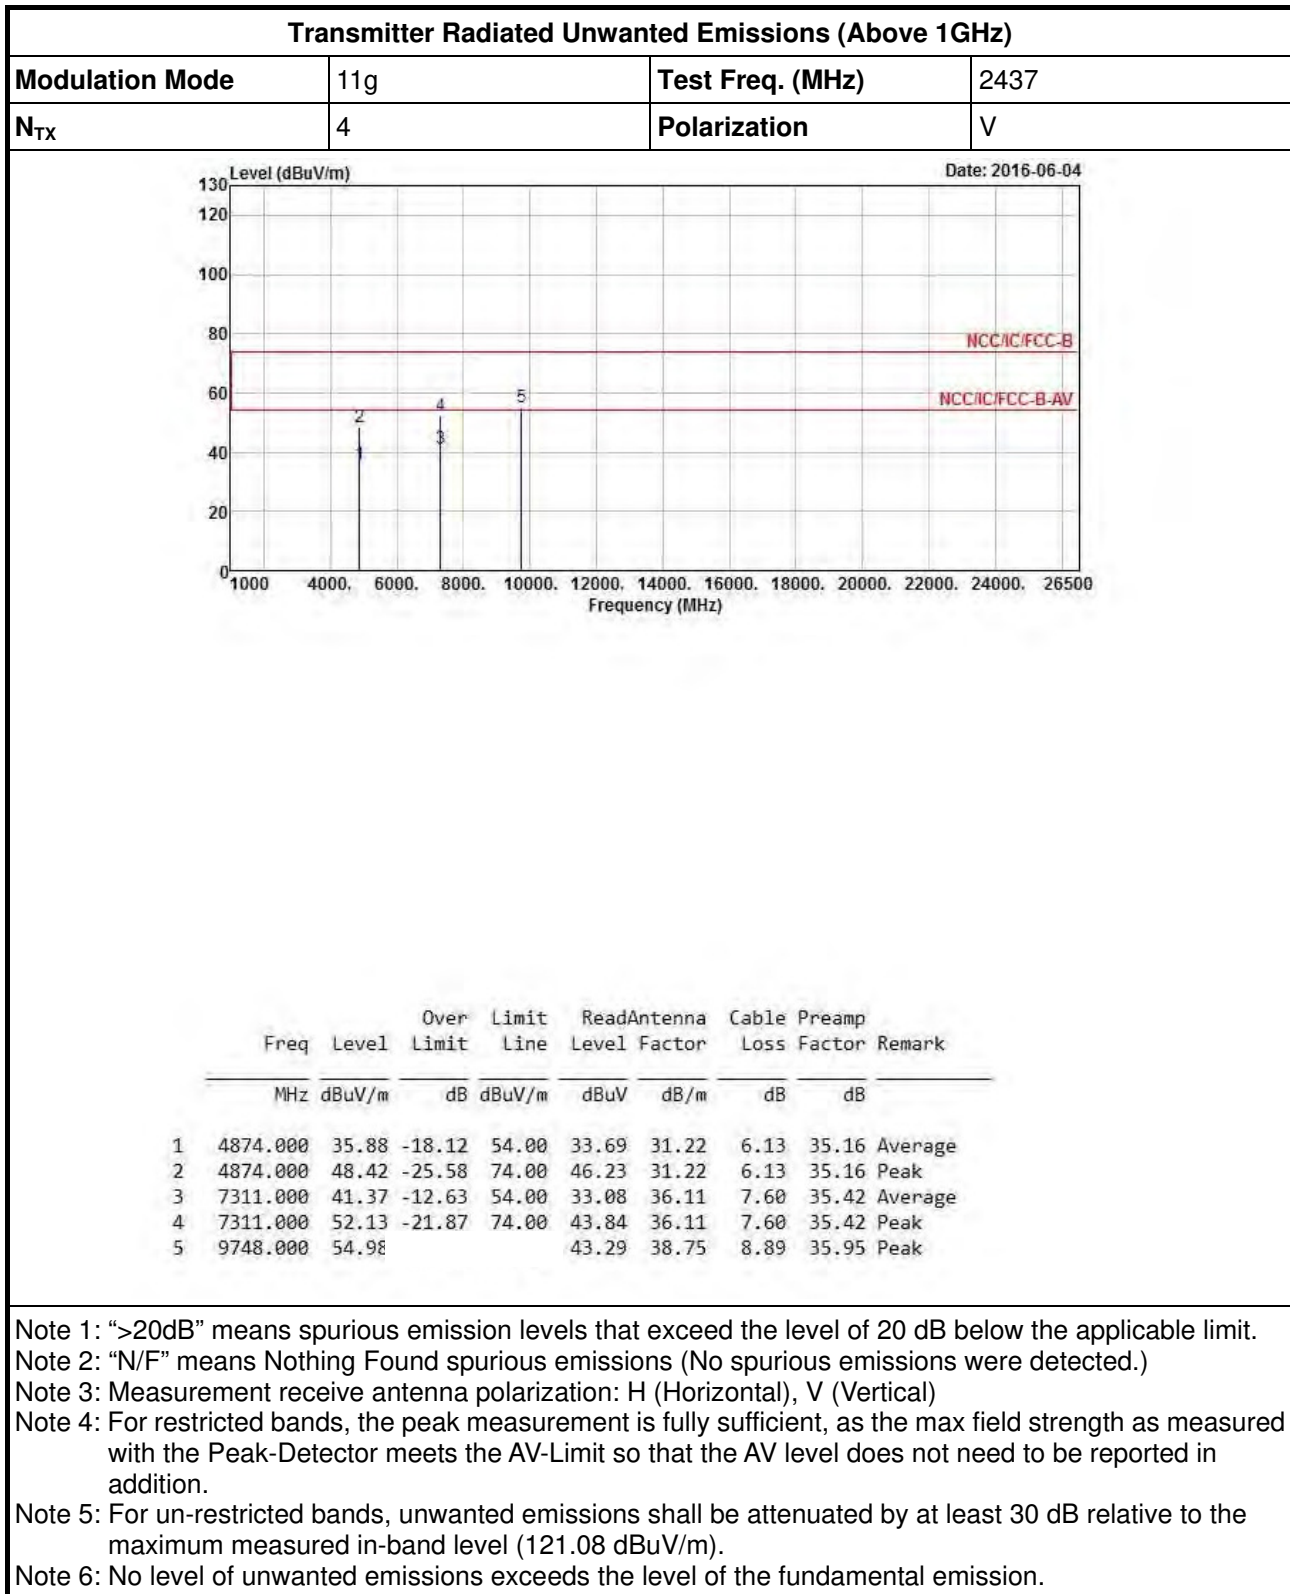 Transmitter Radiated Unwanted Emissions (Above 1GHz)
Modulation Mode 11g Test Freq. (MHz) 2437
NTX 4 Polarization V
Level (dBuV/m) Date: 2016-06-04
130
120
100
80
NCC/IC/FCC-B
60
NCC/IC/FCC-B-AV
40
20
0
1 2 3 4 5
1000 4000. 6000. 8000. 10000. 12000. 14000. 16000. 18000. 20000. 22000. 24000. 26500
Frequency (MHz)
Over Limit ReadAntenna Cable Preamp
Freq Level Limit Line Level Factor Loss Factor Remark
MHz dBuV/m dB dBuV/m dBuV dB/m dB dB
1 4874.000 35.88 -18.12 54.00 33.69 31.22 6.13 35.16 Average
2 4874.000 48.42 -25.58 74.00 46.23 31.22 6.13 35.16 Peak
3 7311.000 41.37 -12.63 54.00 33.08 36.11 7.60 35.42 Average
4 7311.000 52.13 -21.87 74.00 43.84 36.11 7.60 35.42 Peak
5 9748.000 54.98 43.29 38.75 8.89 35.95 Peak
Note 1: “>20dB” means spurious emission levels that exceed the level of 20 dB below the applicable limit.
Note 2: “N/F” means Nothing Found spurious emissions (No spurious emissions were detected.)
Note 3: Measurement receive antenna polarization: H (Horizontal), V (Vertical)
Note 4: For restricted bands, the peak measurement is fully sufficient, as the max field strength as measured
with the Peak-Detector meets the AV-Limit so that the AV level does not need to be reported in
addition.
Note 5: For un-restricted bands, unwanted emissions shall be attenuated by at least 30 dB relative to the
maximum measured in-band level (121.08 dBuV/m).
Note 6: No level of unwanted emissions exceeds the level of the fundamental emission.